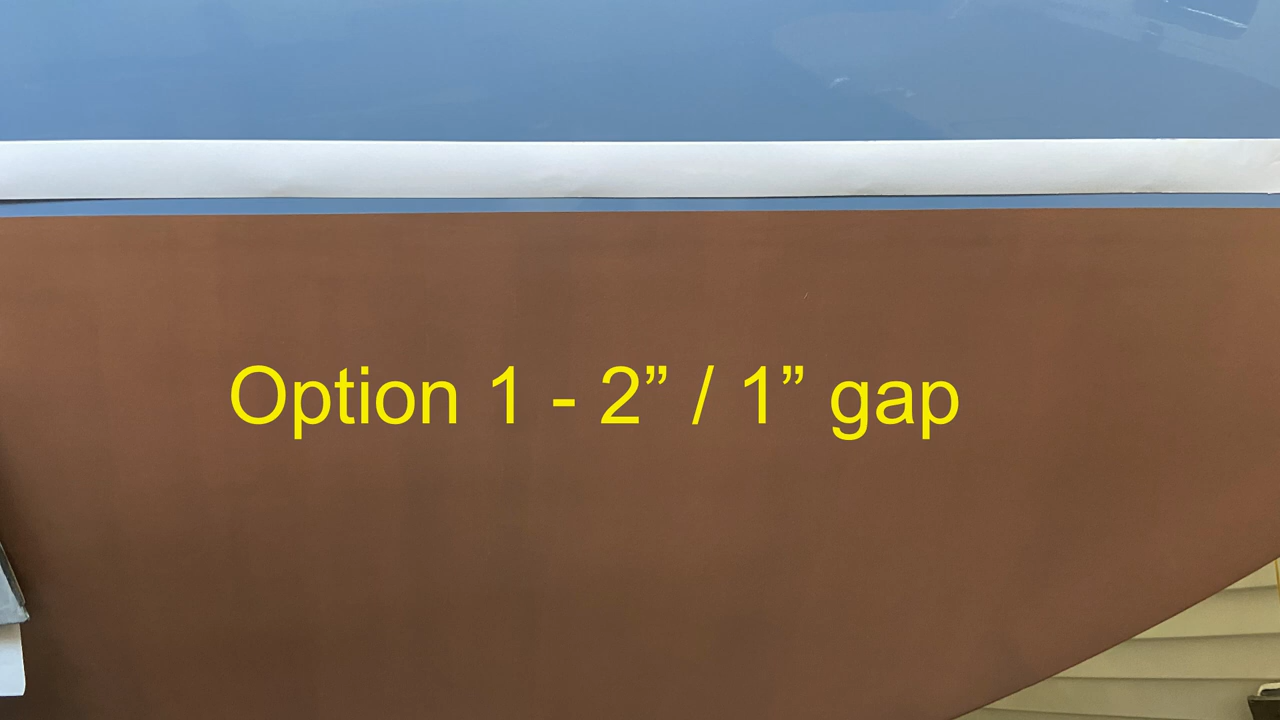 Option 1 - 2” / 1” gap